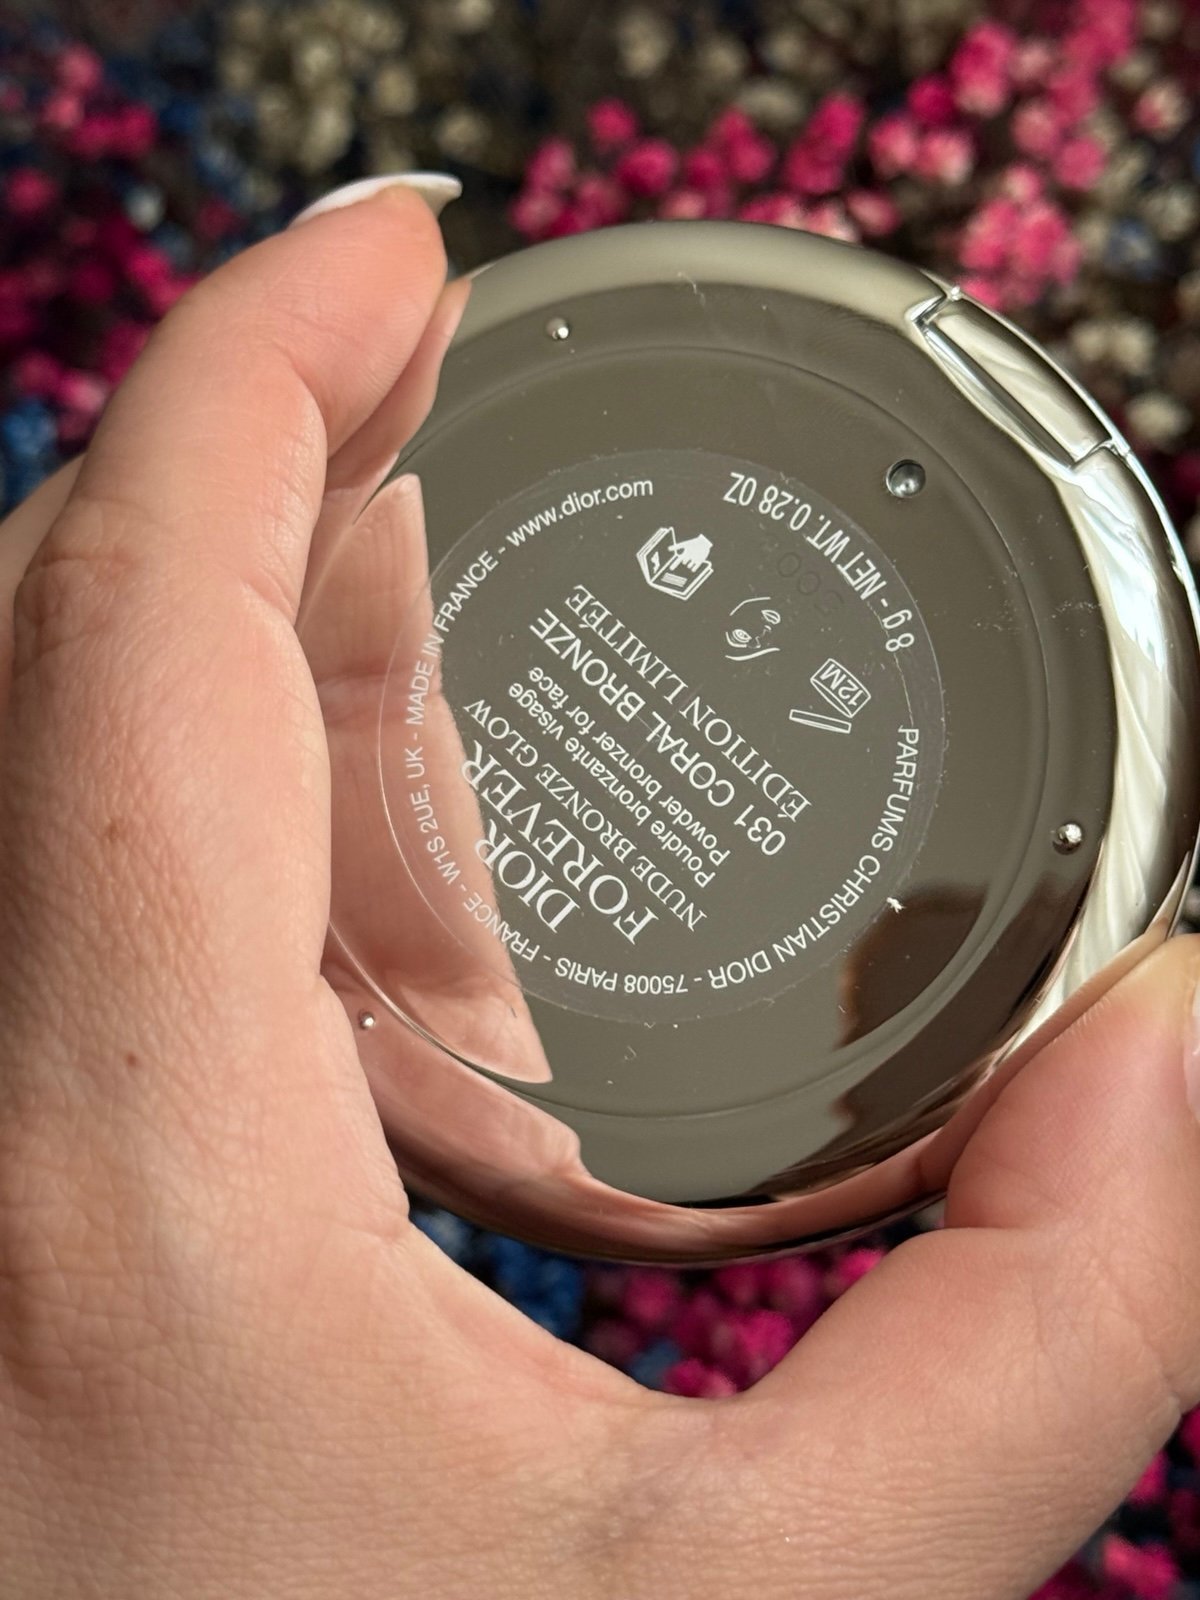 DIOR
FOREVER
NUDE BRONZE GLOW
Poudre bronzante visage
Powder bronzer for face
031 CORAL BRONZE
ÉDITION LIMITÉE
12M
8 g - NET WT. 0.28 OZ
PARFUMS CHRISTIAN DIOR - 75008 PARIS - FRANCE - W1S 2UE, UK - MADE IN FRANCE - www.dior.com